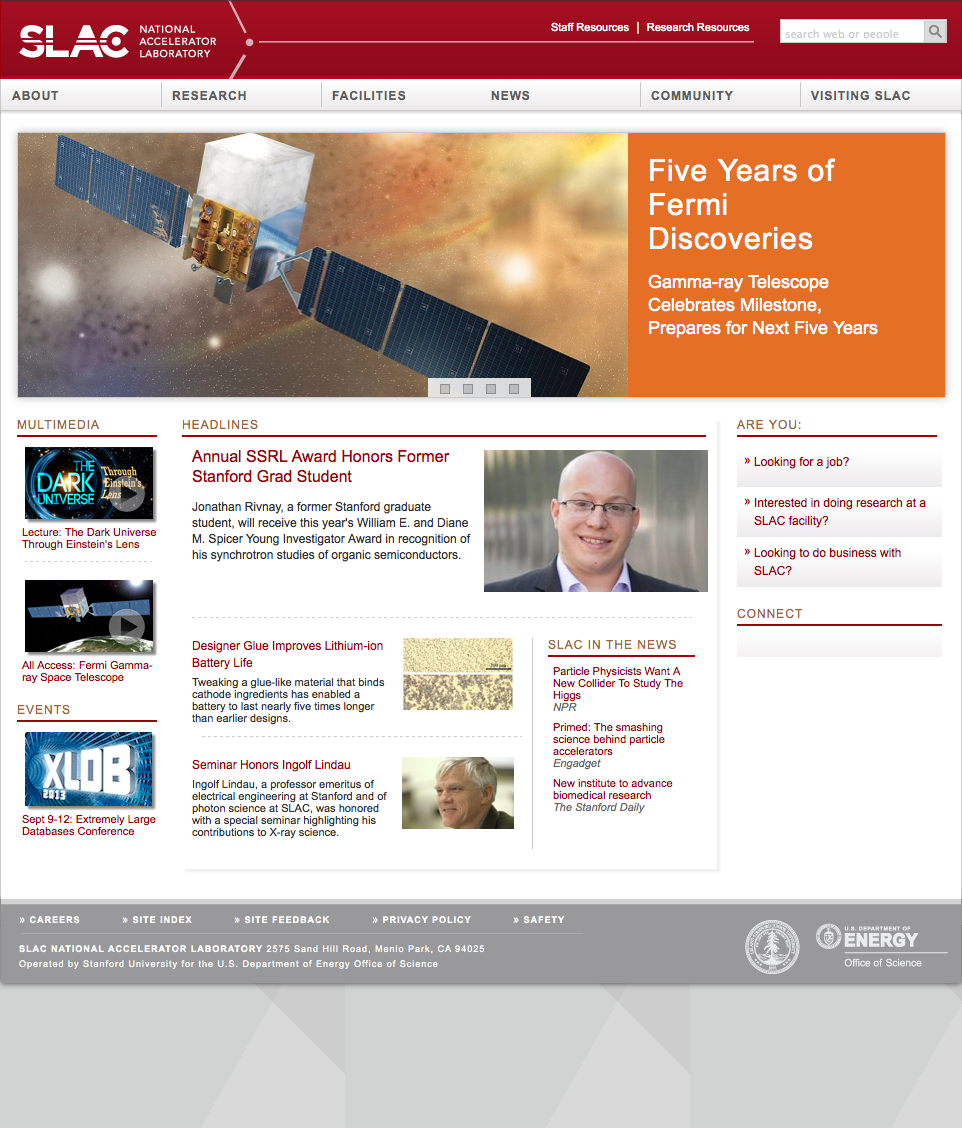 SLAC
NATIONAL
ACCELERATOR
LABORATORY
Staff Resources | Research Resources
search web or people
ABOUT
RESEARCH
FACILITIES
NEWS
COMMUNITY
VISITING SLAC
Five Years of
Fermi
Discoveries
Gamma-ray Telescope
Celebrates Milestone,
Prepares for Next Five Years
MULTIMEDIA
THE
DARK
UNIVERSE
Through
Einstein's
Lens
Lecture: The Dark Universe
Through Einstein's Lens
All Access: Fermi Gamma-
ray Space Telescope
EVENTS
XLDB
2013
Sept 9-12: Extremely Large
Databases Conference
HEADLINES
Annual SSRL Award Honors Former
Stanford Grad Student
Jonathan Rivnay, a former Stanford graduate
student, will receive this year's William E. and Diane
M. Spicer Young Investigator Award in recognition of
his synchrotron studies of organic semiconductors.
Designer Glue Improves Lithium-ion
Battery Life
Tweaking a glue-like material that binds
cathode ingredients has enabled a
battery to last nearly five times longer
than earlier designs.
Seminar Honors Ingolf Lindau
Ingolf Lindau, a professor emeritus of
electrical engineering at Stanford and of
photon science at SLAC, was honored
with a special seminar highlighting his
contributions to X-ray science.
SLAC IN THE NEWS
Particle Physicists Want A
New Collider To Study The
Higgs
NPR
Primed: The smashing
science behind particle
accelerators
Engadget
New institute to advance
biomedical research
The Stanford Daily
ARE YOU:
» Looking for a job?
» Interested in doing research at a
SLAC facility?
» Looking to do business with
SLAC?
CONNECT
» CAREERS
» SITE INDEX
» SITE FEEDBACK
» PRIVACY POLICY
» SAFETY
SLAC NATIONAL ACCELERATOR LABORATORY 2575 Sand Hill Road, Menlo Park, CA 94025
Operated by Stanford University for the U.S. Department of Energy Office of Science
U.S. DEPARTMENT OF
ENERGY
Office of Science